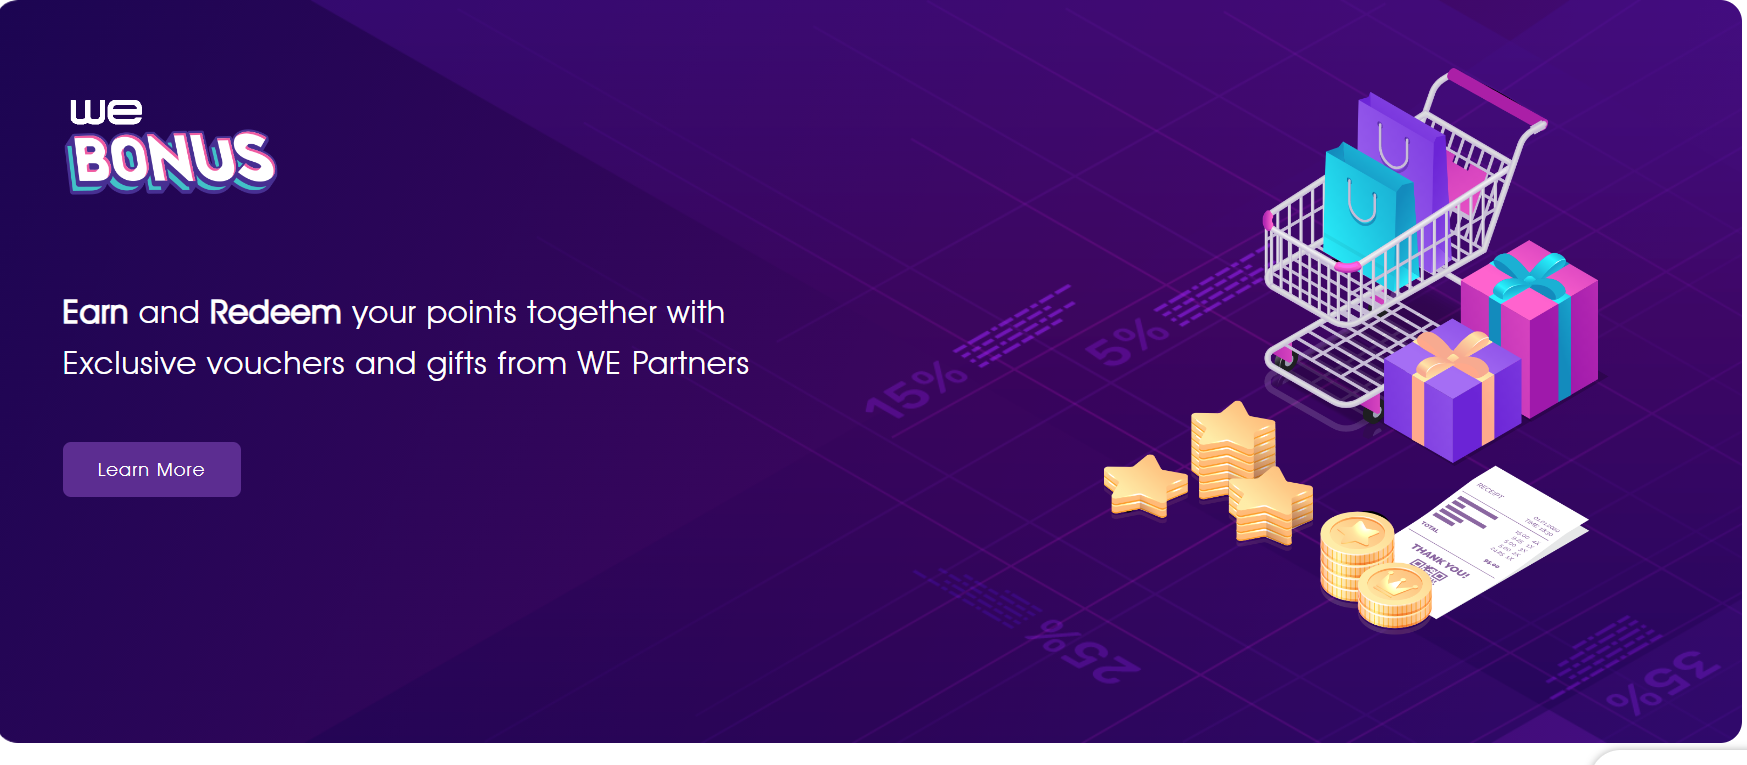 we
BONUS
Earn and Redeem your points together with
Exclusive vouchers and gifts from WE Partners
Learn More
15%
5%
25%
35%
RECEIPT
TOTAL
THANK YOU!